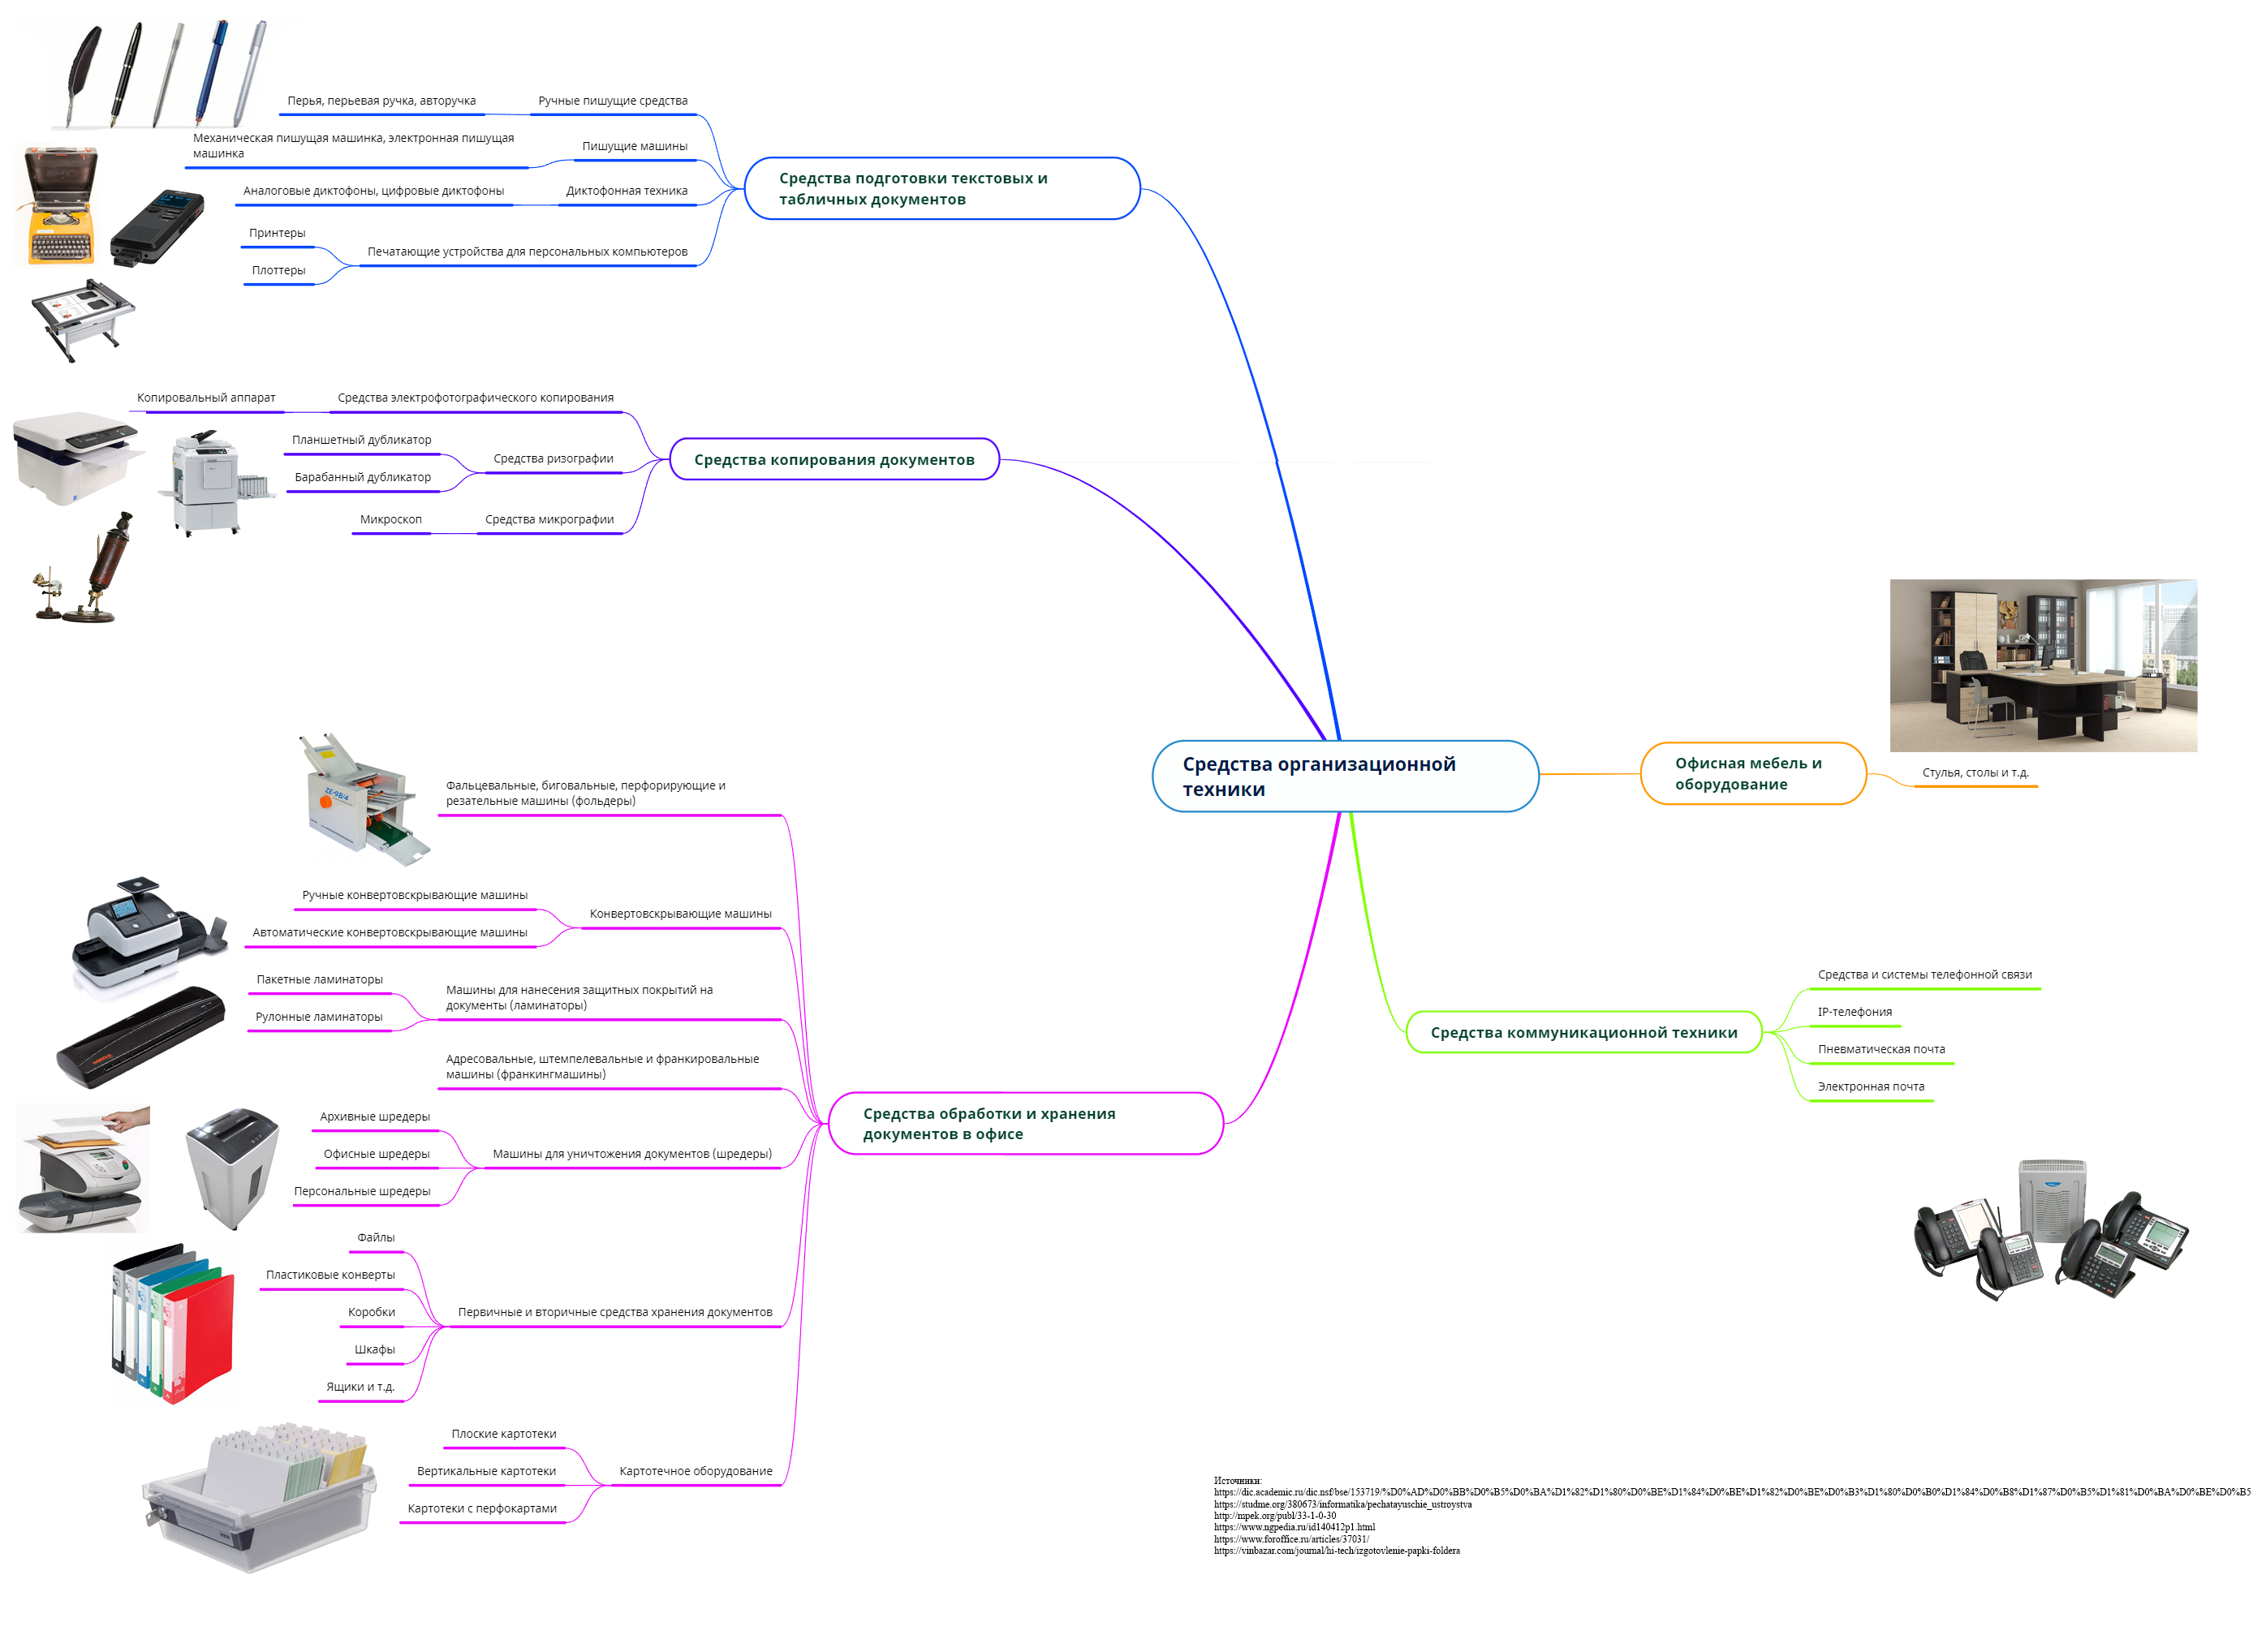 Перья, перьевая ручка, авторучка
Ручные пишущие средства
Механическая пишущая машинка, электронная пишущая
машинка
Пишущие машины
Аналоговые диктофоны, цифровые диктофоны
Диктофонная техника
Принтеры
Плоттеры
Печатающие устройства для персональных компьютеров
Средства подготовки текстовых и
табличных документов
Копировальный аппарат
Средства электрофотографического копирования
Планшетный дубликатор
Барабанный дубликатор
Средства ризографии
Микроскоп
Средства микрографии
Средства копирования документов
Средства организационной
техники
Офисная мебель и
оборудование
Стулья, столы и т.д.
Средства коммуникационной техники
Средства и системы телефонной связи
IP-телефония
Пневматическая почта
Электронная почта
ZE-9B/4
Фальцевальные, биговальные, перфорирующие и
резательные машины (фольдеры)
Ручные конвертовскрывающие машины
Автоматические конвертовскрывающие машины
Конвертовскрывающие машины
Пакетные ламинаторы
Рулонные ламинаторы
Машины для нанесения защитных покрытий на
документы (ламинаторы)
Адресовальные, штемпелевальные и франкировальные
машины (франкингмашины)
Архивные шредеры
Офисные шредеры
Персональные шредеры
Машины для уничтожения документов (шредеры)
Средства обработки и хранения
документов в офисе
Файлы
Пластиковые конверты
Коробки
Шкафы
Ящики и т.д.
Первичные и вторичные средства хранения документов
Плоские картотеки
Вертикальные картотеки
Картотеки с перфокартами
Картотечное оборудование
Источники:
https://dic.academic.ru/dic.nsf/bse/153719/%D0%AD%D0%BB%D0%B5%D0%BA%D1%82%D1%80%D0%BE%D1%84%D0%BE%D1%82%D0%BE%D0%B3%D1%80%D0%B0%D1%84%D0%B8%D1%87%D0%B5%D1%81%D0%BA%D0%BE%D0%B5
https://studme.org/380673/informatika/pechatayuschie_ustroystva
http://mpek.org/publ/33-1-0-30
https://www.ngpedia.ru/id140412p1.html
https://www.foroffice.ru/articles/37031/
https://vinbazar.com/journal/hi-tech/izgotovlenie-papki-foldera